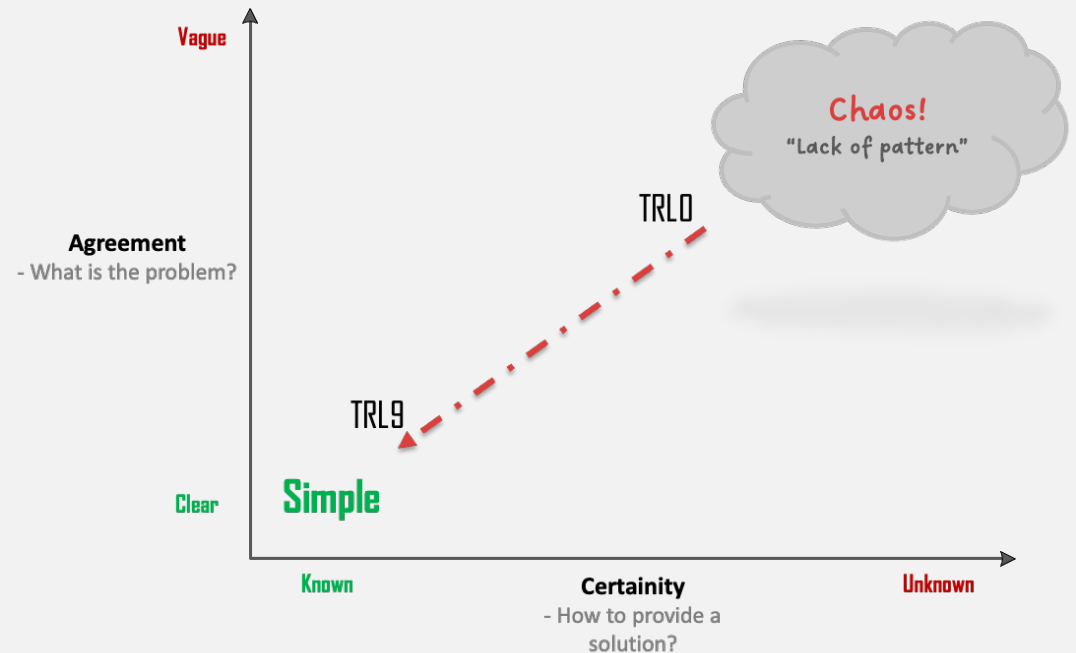 Vague
Chaos!
“Lack of pattern”
TRL0
Agreement
- What is the problem?
TRL9
Clear
Simple
Known
Certainity
Unknown
- How to provide a
solution?